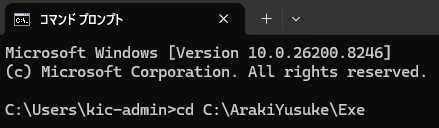 コマンド プロンプト
Microsoft Windows [Version 10.0.26200.8246]
(c) Microsoft Corporation. All rights reserved.
C:\Users\kic-admin>cd C:\ArakiYusuke\Exe